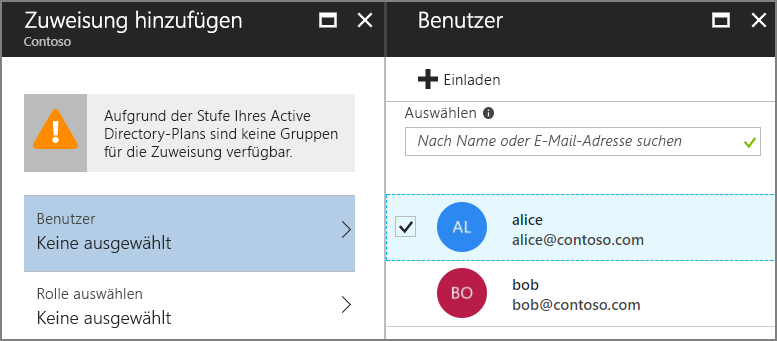 Zuweisung hinzufügen
Contoso
Aufgrund der Stufe Ihres Active
Directory-Plans sind keine Gruppen
für die Zuweisung verfügbar.
Benutzer
Keine ausgewählt
Rolle auswählen
Keine ausgewählt
Benutzer
Einladen
Auswählen
Nach Name oder E-Mail-Adresse suchen
AL
alice
alice@contoso.com
BO
bob
bob@contoso.com